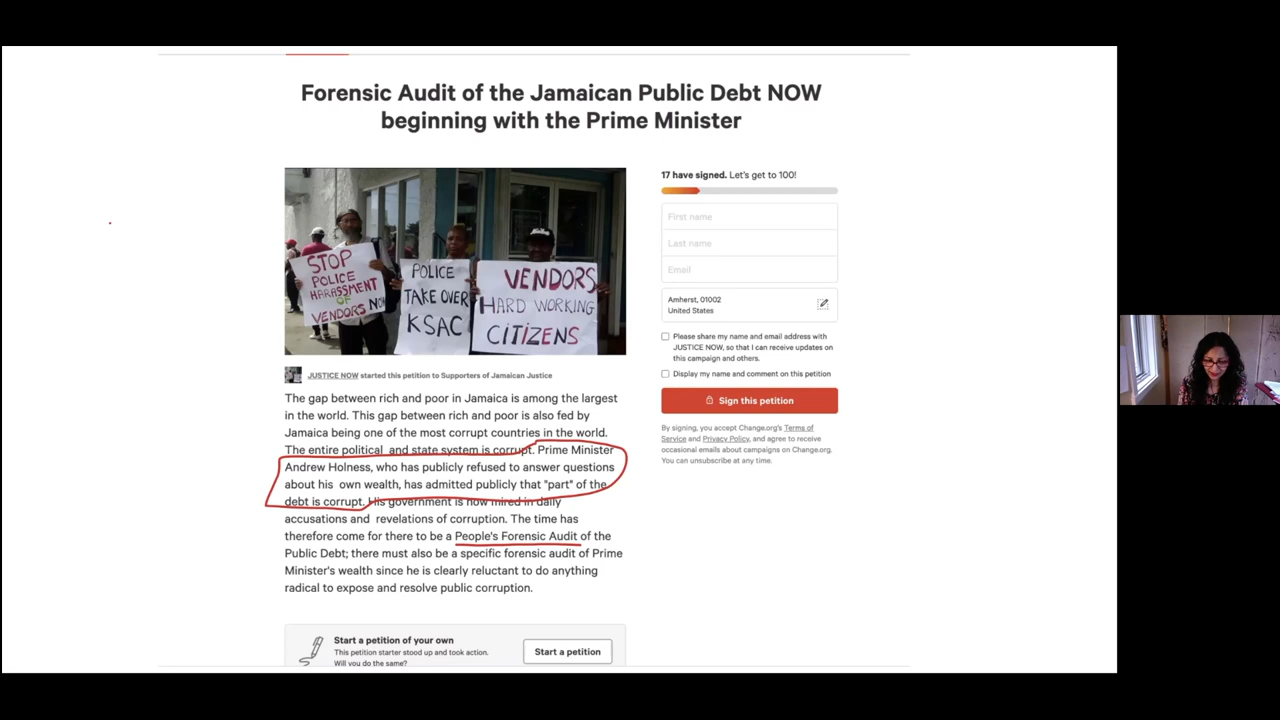 Forensic Audit of the Jamaican Public Debt NOW
beginning with the Prime Minister
STOP
POLICE
HARASSMENT
OF
VENDORS NOW
POLICE
TAKE OVER
KSAC
VENDORS
HARD WORKING
CITIZENS
JUSTICE NOW started this petition to Supporters of Jamaican Justice
The gap between rich and poor in Jamaica is among the largest
in the world. This gap between rich and poor is also fed by
Jamaica being one of the most corrupt countries in the world.
The entire political and state system is corrupt. Prime Minister
Andrew Holness, who has publicly refused to answer questions
about his own wealth, has admitted publicly that "part" of the
debt is corrupt. His government is now mired in daily
accusations and revelations of corruption. The time has
therefore come for there to be a People's Forensic Audit of the
Public Debt; there must also be a specific forensic audit of Prime
Minister's wealth since he is clearly reluctant to do anything
radical to expose and resolve public corruption.
Start a petition of your own
This petition starter stood up and took action.
Will you do the same?
Start a petition
17 have signed. Let's get to 100!
First name
Last name
Email
Amherst, 01002
United States
Please share my name and email address with
JUSTICE NOW, so that I can receive updates on
this campaign and others.
Display my name and comment on this petition
Sign this petition
By signing, you accept Change.org's Terms of
Service and Privacy Policy, and agree to receive
occasional emails about campaigns on Change.org.
You can unsubscribe at any time.